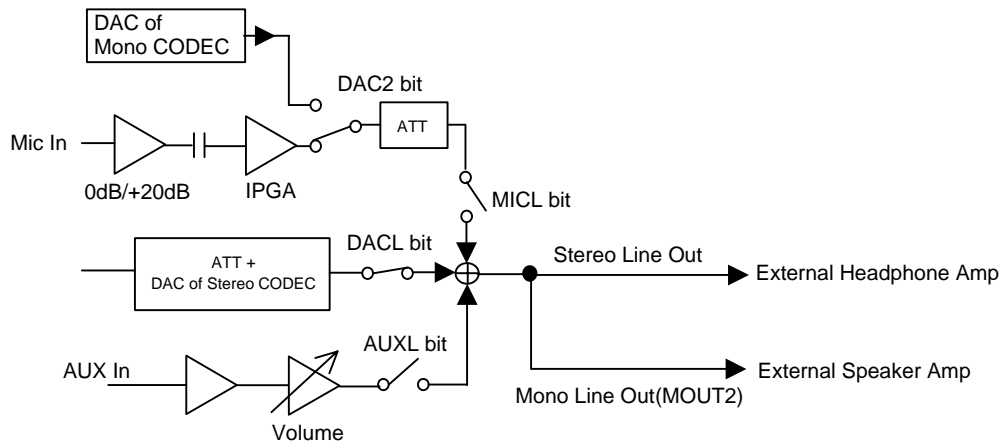 DAC of
Mono CODEC
DAC2 bit
ATT
Mic In
0dB/+20dB
IPGA
MICL bit
DACL bit
ATT +
DAC of Stereo CODEC
Stereo Line Out
External Headphone Amp
AUXL bit
AUX In
External Speaker Amp
Mono Line Out(MOUT2)
Volume